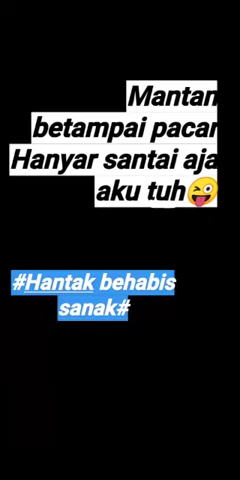 Mantan
betampai pacar
Hanyar santai aja
aku tuh😜
#Hantak behabis
sanak#